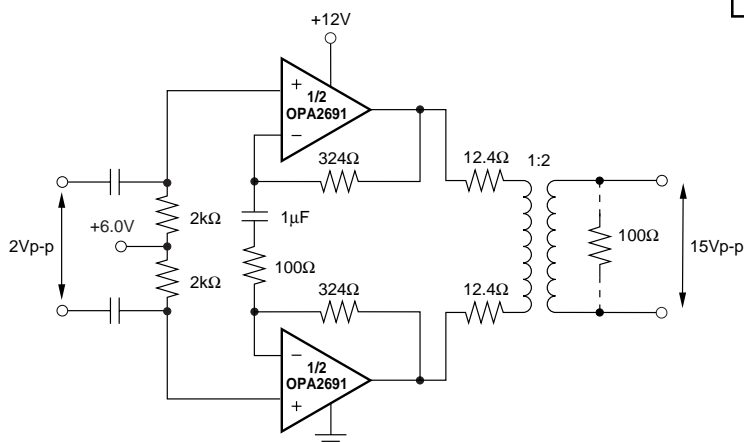 +12V
+
1/2
OPA2691
−
324Ω
12.4Ω
1:2
+6.0V
2kΩ
1μF
2Vp-p
2kΩ
100Ω
100Ω
15Vp-p
324Ω
12.4Ω
−
1/2
OPA2691
+